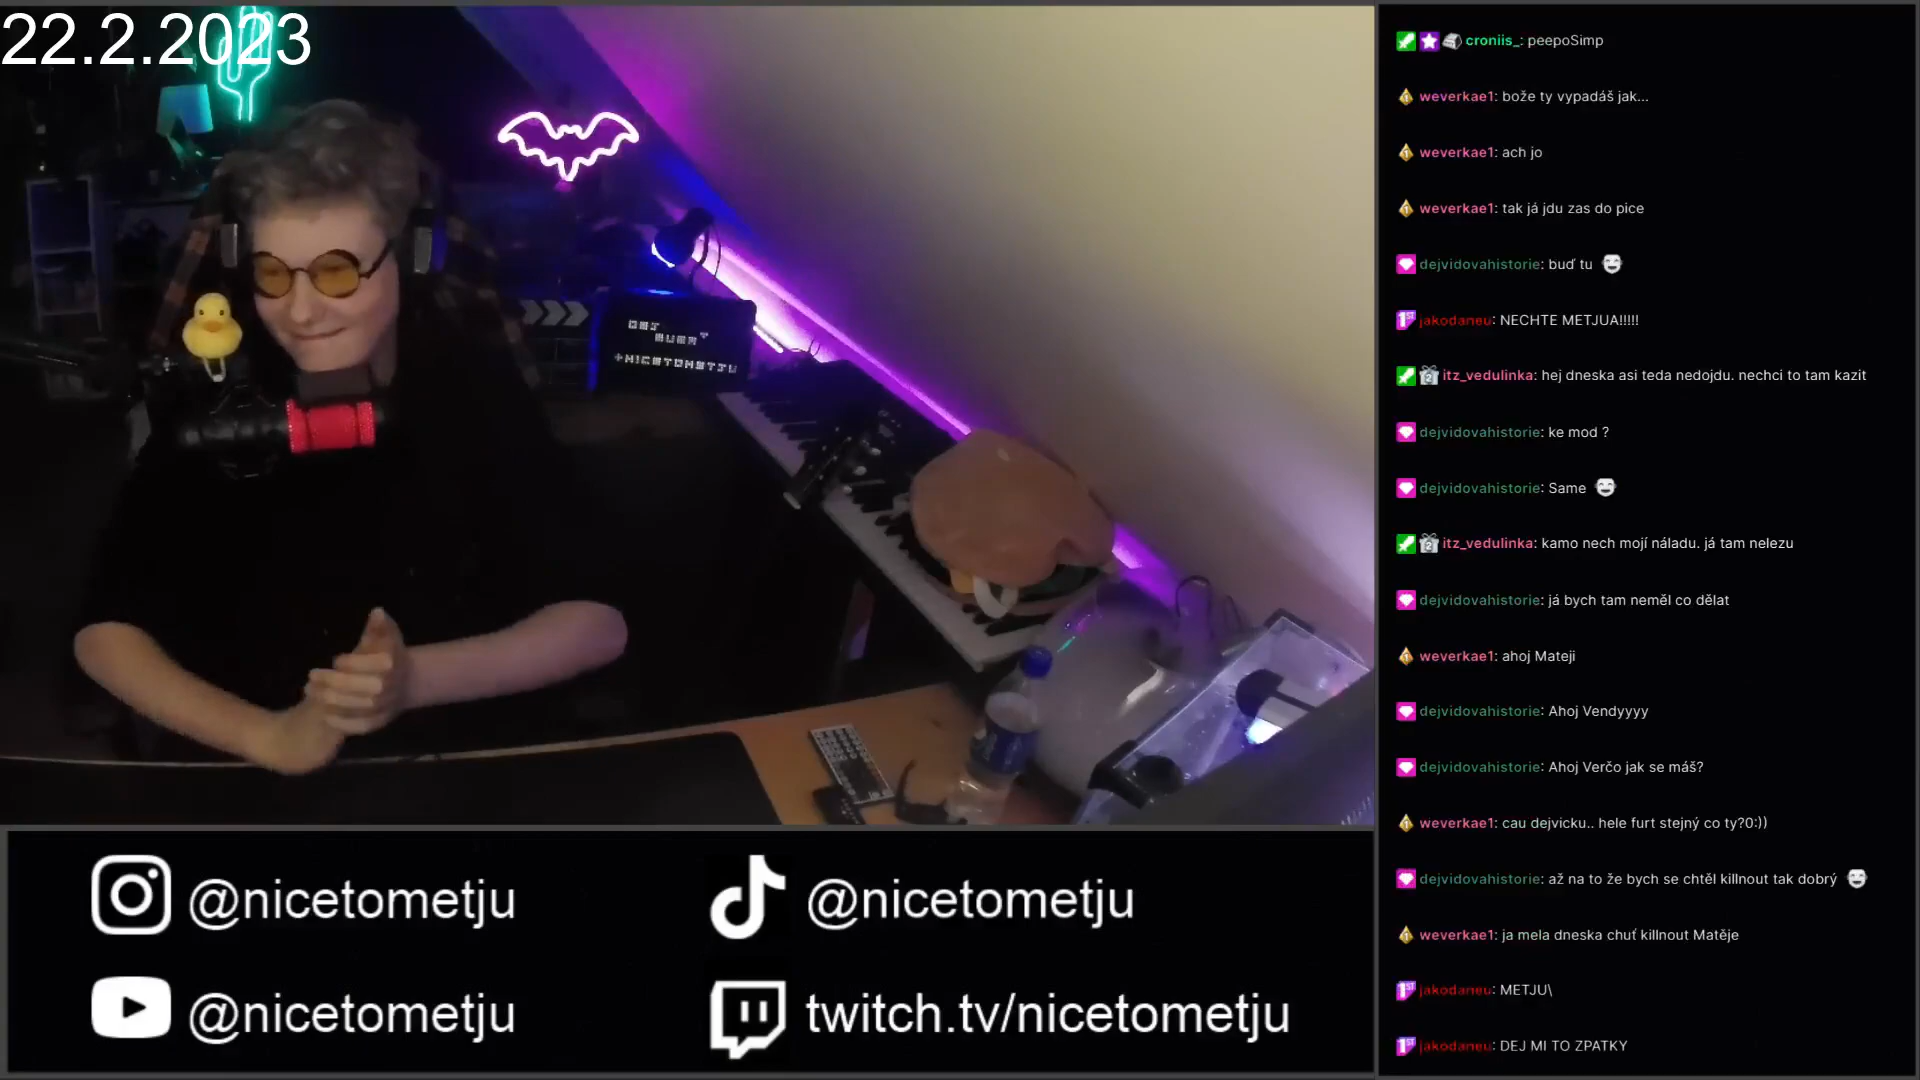 22.2.2023
croniis_: peepoSimp
weverkae1: bože ty vypadáš jak...
weverkae1: ach jo
weverkae1: tak já jdu zas do pice
dejvidovahistorie: buď tu
jakodaneu: NECHTE METJUA!!!!!
itz_vedulinka: hej dneska asi teda nedojdu. nechci to tam kazit
dejvidovahistorie: ke mod ?
dejvidovahistorie: Same
itz_vedulinka: kamo nech mojí náladu. já tam nelezu
dejvidovahistorie: já bych tam neměl co dělat
weverkae1: ahoj Mateji
dejvidovahistorie: Ahoj Vendyyyy
dejvidovahistorie: Ahoj Verčo jak se máš?
weverkae1: cau dejvicku.. hele furt stejný co ty?0:))
dejvidovahistorie: až na to že bych se chtěl killnout tak dobrý
weverkae1: ja mela dneska chuť killnout Matěje
jakodaneu: METJU\
jakodaneu: DEJ MI TO ZPATKY
+NICETOMETJU
@nicetometju
@nicetometju
@nicetometju
twitch.tv/nicetometju